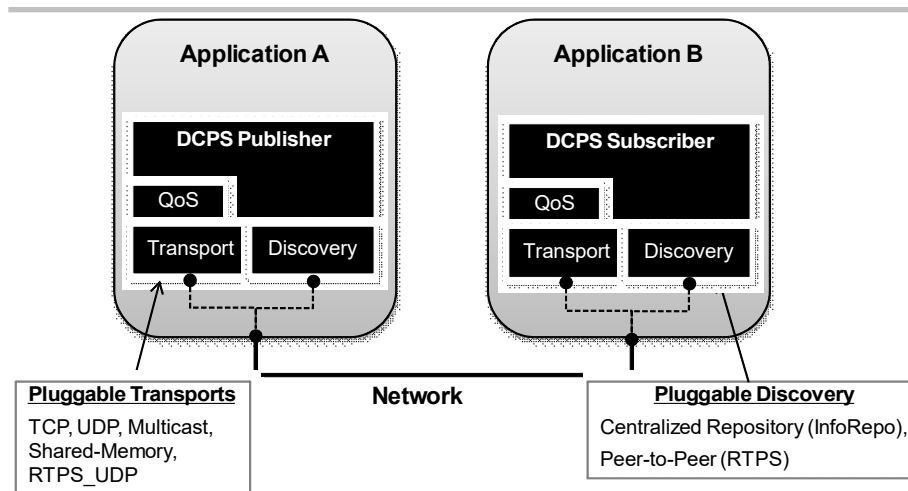 Application A
Application B
DCPS Publisher
DCPS Subscriber
QoS
QoS
Transport
Discovery
Transport
Discovery
Network
Pluggable Transports
TCP, UDP, Multicast,
Shared-Memory,
RTPS_UDP
Pluggable Discovery
Centralized Repository (InfoRepo),
Peer-to-Peer (RTPS)